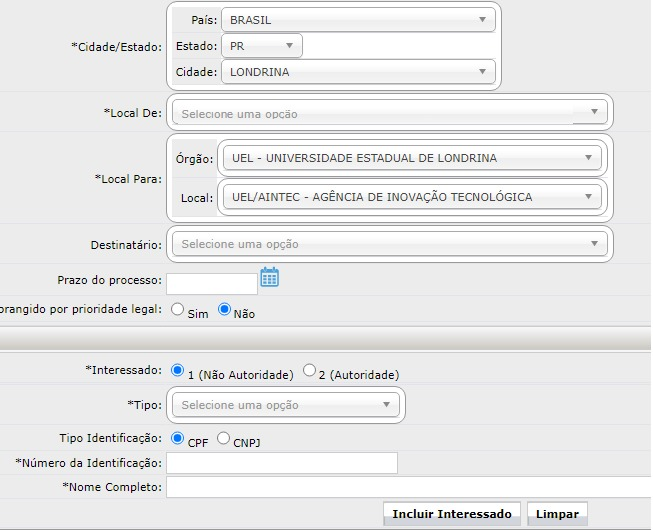 País: BRASIL
*Cidade/Estado: Estado: PR
Cidade: LONDRINA
*Local De: Selecione uma opção
Órgão: UEL - UNIVERSIDADE ESTADUAL DE LONDRINA
*Local Para:
Local: UEL/AINTEC - AGÊNCIA DE INOVAÇÃO TECNOLÓGICA
Destinatário: Selecione uma opção
Prazo do processo:
brangido por prioridade legal: Sim Não
*Interessado: 1 (Não Autoridade) 2 (Autoridade)
*Tipo: Selecione uma opção
Tipo Identificação: CPF CNPJ
*Número da Identificação:
*Nome Completo:
Incluir Interessado Limpar